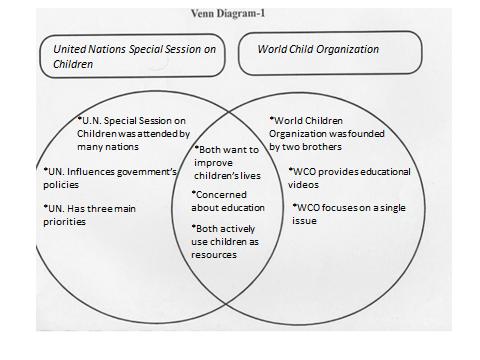 Venn Diagram-1
United Nations Special Session on
Children
World Child Organization
*U.N. Special Session on
Children was attended by
many nations
*UN. Influences government's
policies
*UN. Has three main
priorities
*Both want to
improve
children's lives
*Concerned
about education
*Both actively
use children as
resources
*World Children
Organization was founded
by two brothers
*WCO provides educational
videos
*WCO focuses on a single
issue